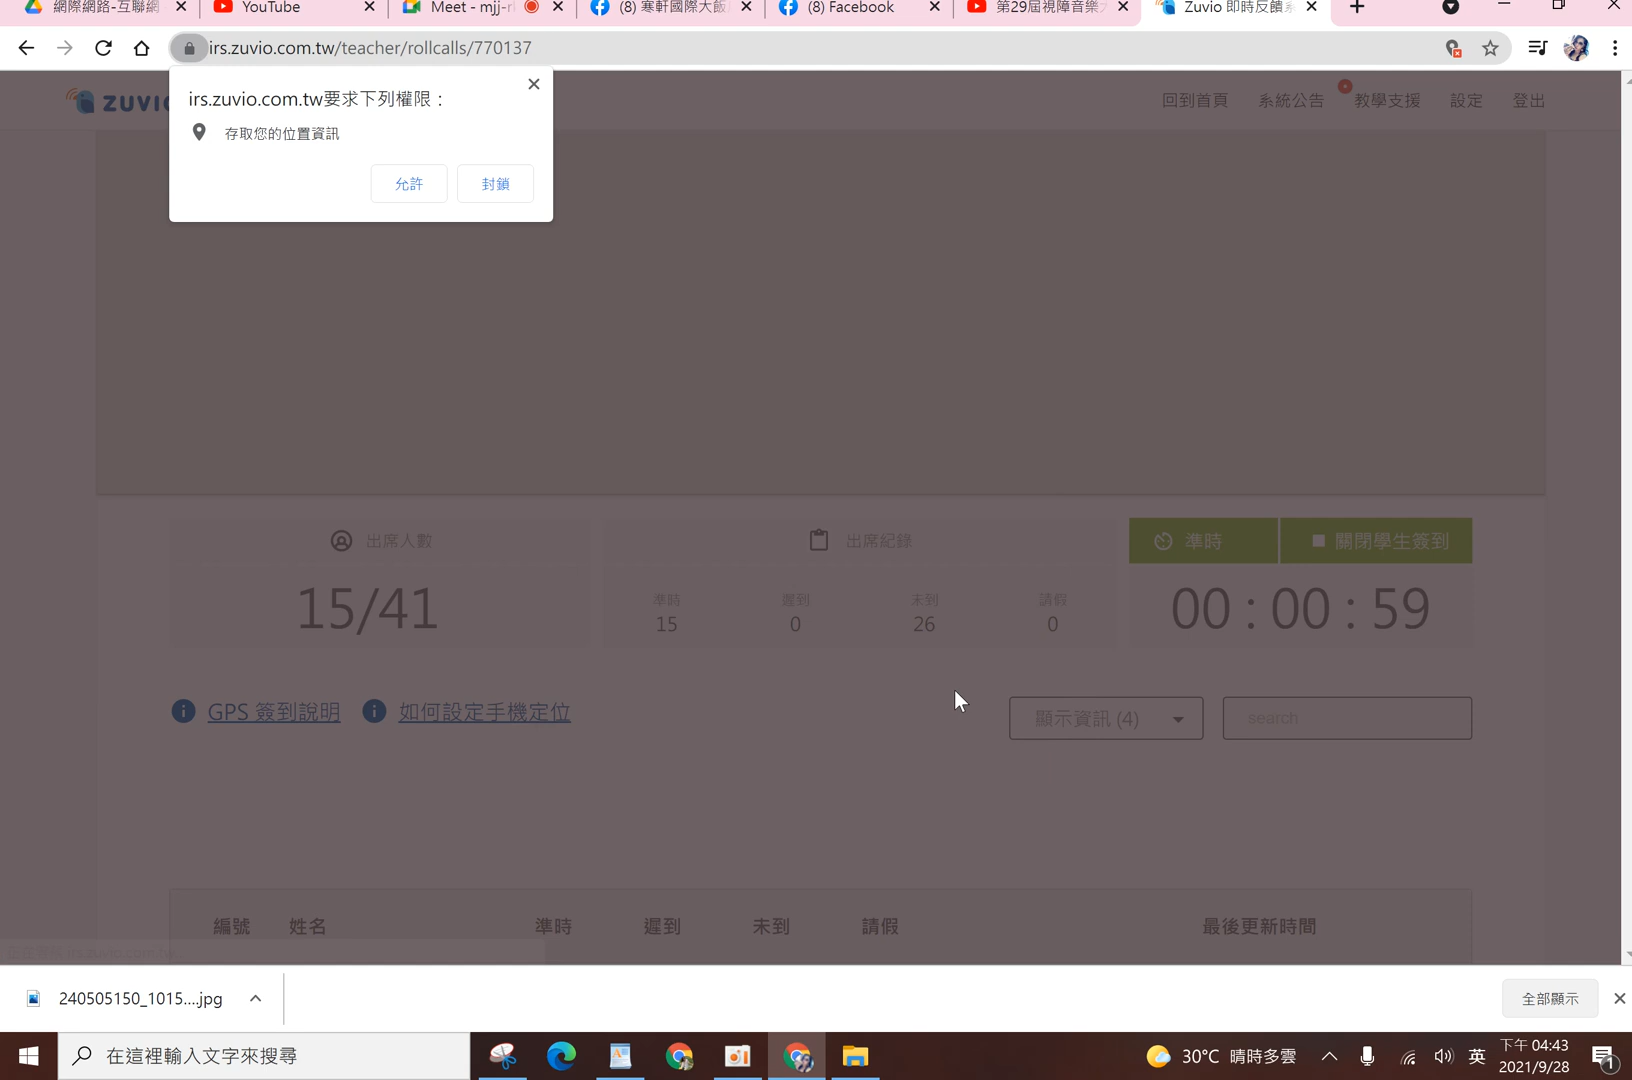 網際網路-互聯網
YouTube
Meet - mjj-r
(8) 寒軒國際大飯
(8) Facebook
第29屆視障音樂
Zuvio 即時反饋系
irs.zuvio.com.tw/teacher/rollcalls/770137
irs.zuvio.com.tw要求下列權限：
存取您的位置資訊
允許
封鎖
ZUVIO
回到首頁
系統公告
教學支援
設定
登出
出席人數
15/41
出席紀錄
準時
遲到
未到
請假
15
0
26
0
準時
關閉學生簽到
00 : 00 : 59
GPS 簽到說明
如何設定手機定位
顯示資訊 (4)
search
編號
姓名
準時
遲到
未到
請假
最後更新時間
240505150_1015....jpg
全部顯示
在這裡輸入文字來搜尋
30°C 晴時多雲
英
下午 04:43
2021/9/28
1